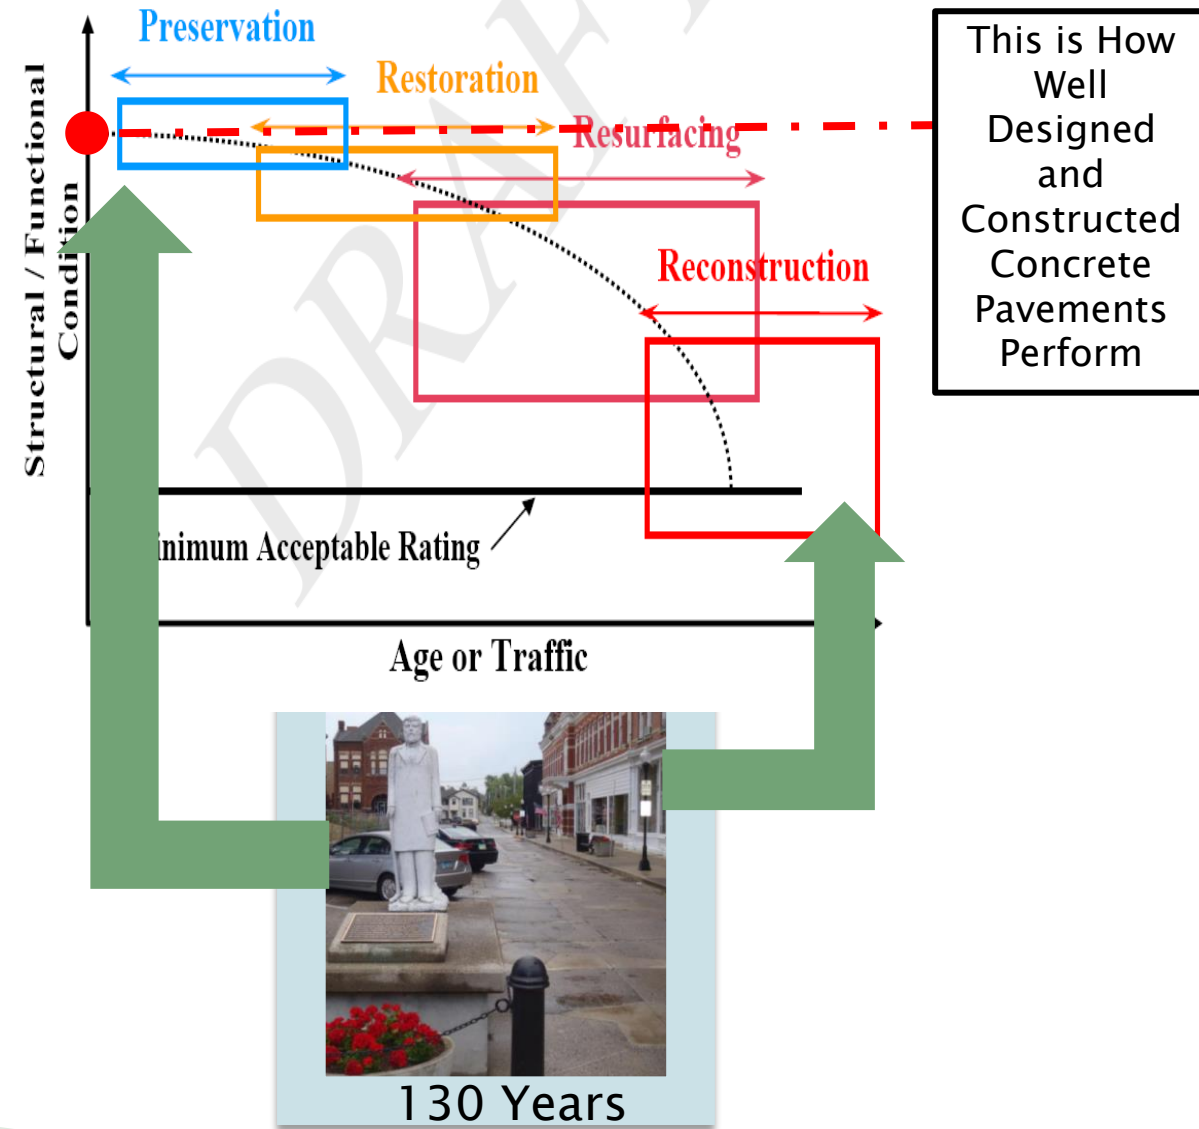 Preservation
Restoration
Resurfacing
Reconstruction
Structural / Functional
Condition
inimum Acceptable Rating
Age or Traffic
This is How
Well
Designed
and
Constructed
Concrete
Pavements
Perform
130 Years
DRAF